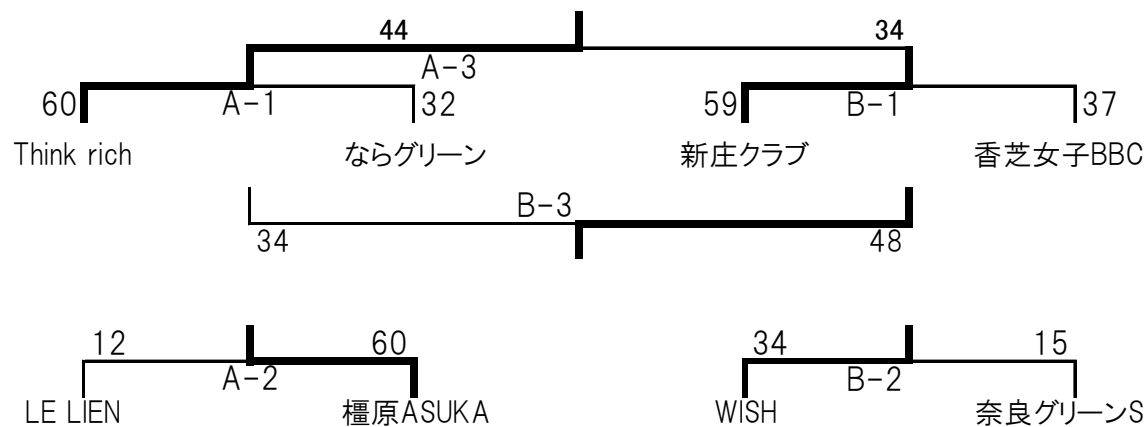 44 34
A-3
60 A-1 32 59 B-1 37
Think rich ならグリーン 新庄クラブ 香芝女子BBC
B-3
34 48
12 60 34 15
A-2 B-2
LE LIEN 橿原ASUKA WISH 奈良グリーンS